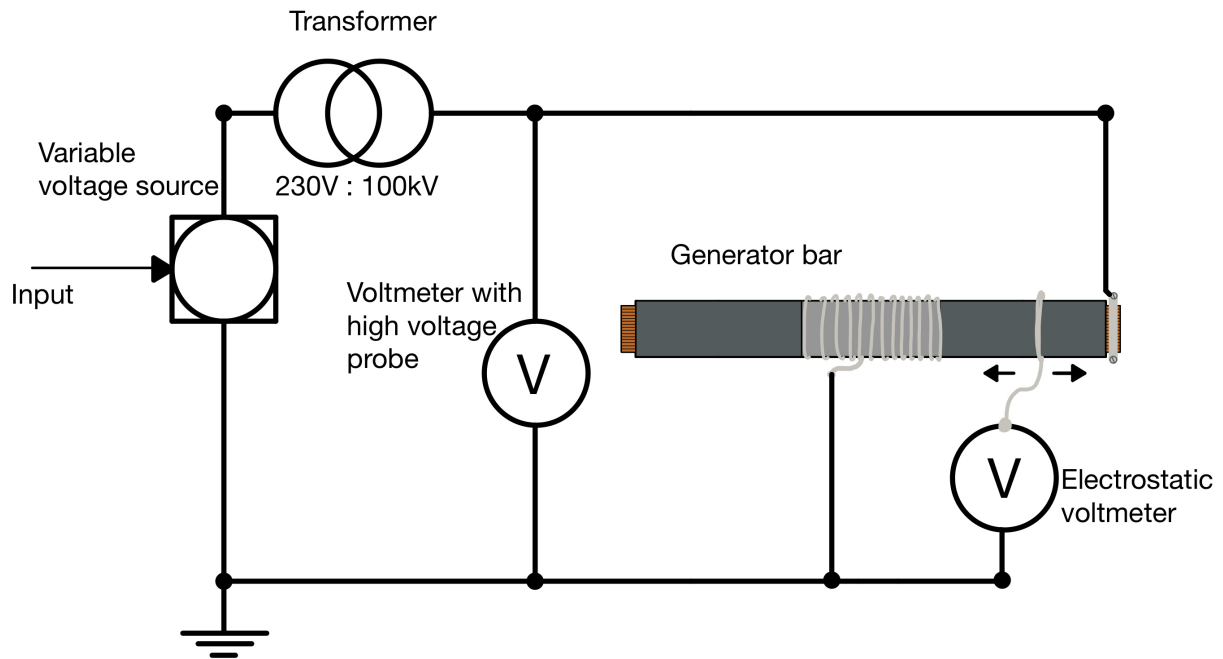 Transformer
Variable
voltage source
230V : 100kV
Input
Generator bar
Voltmeter with
high voltage
probe
V
V
Electrostatic
voltmeter